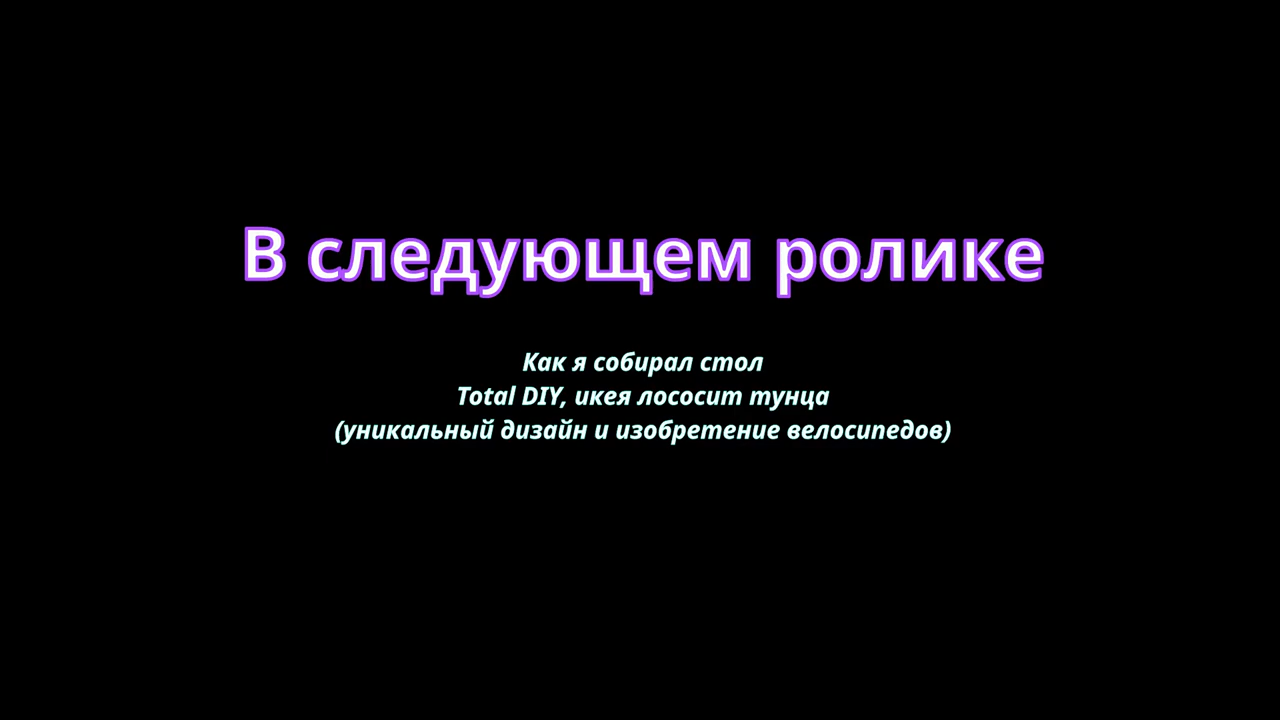 В следующем ролике
Как я собирал стол
Total DIY, икея лососит тунца
(уникальный дизайн и изобретение велосипедов)